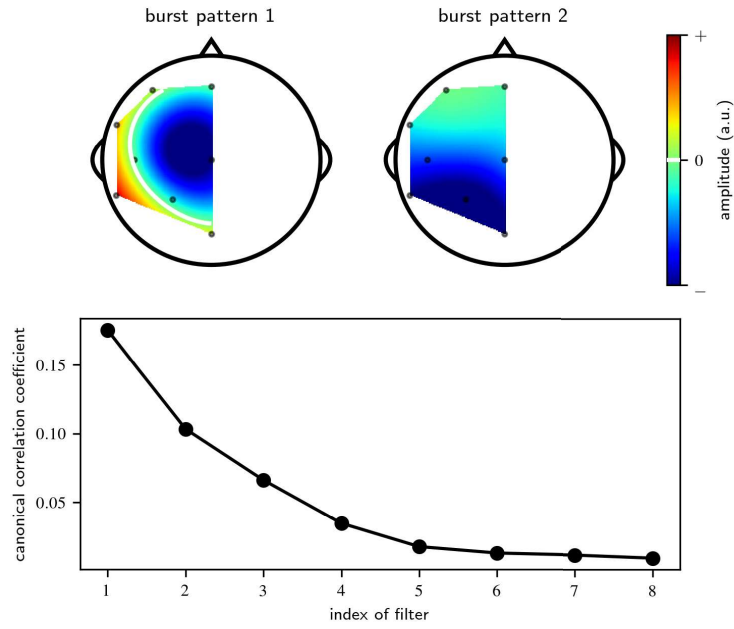 burst pattern 1
burst pattern 2
+
0
−
amplitude (a.u.)
0.15
0.10
0.05
canonical correlation coefficient
1 2 3 4 5 6 7 8
index of filter